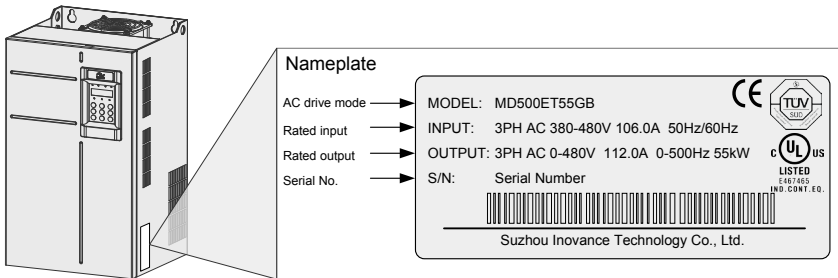 Nameplate
AC drive mode
Rated input
Rated output
Serial No.
MODEL: MD500ET55GB
INPUT: 3PH AC 380-480V 106.0A 50Hz/60Hz
OUTPUT: 3PH AC 0-480V 112.0A 0-500Hz 55kW
S/N: Serial Number
Suzhou Inovance Technology Co., Ltd.
CE
TUV
SUD
C UL US
LISTED
E467465
IND.CONT.EQ.